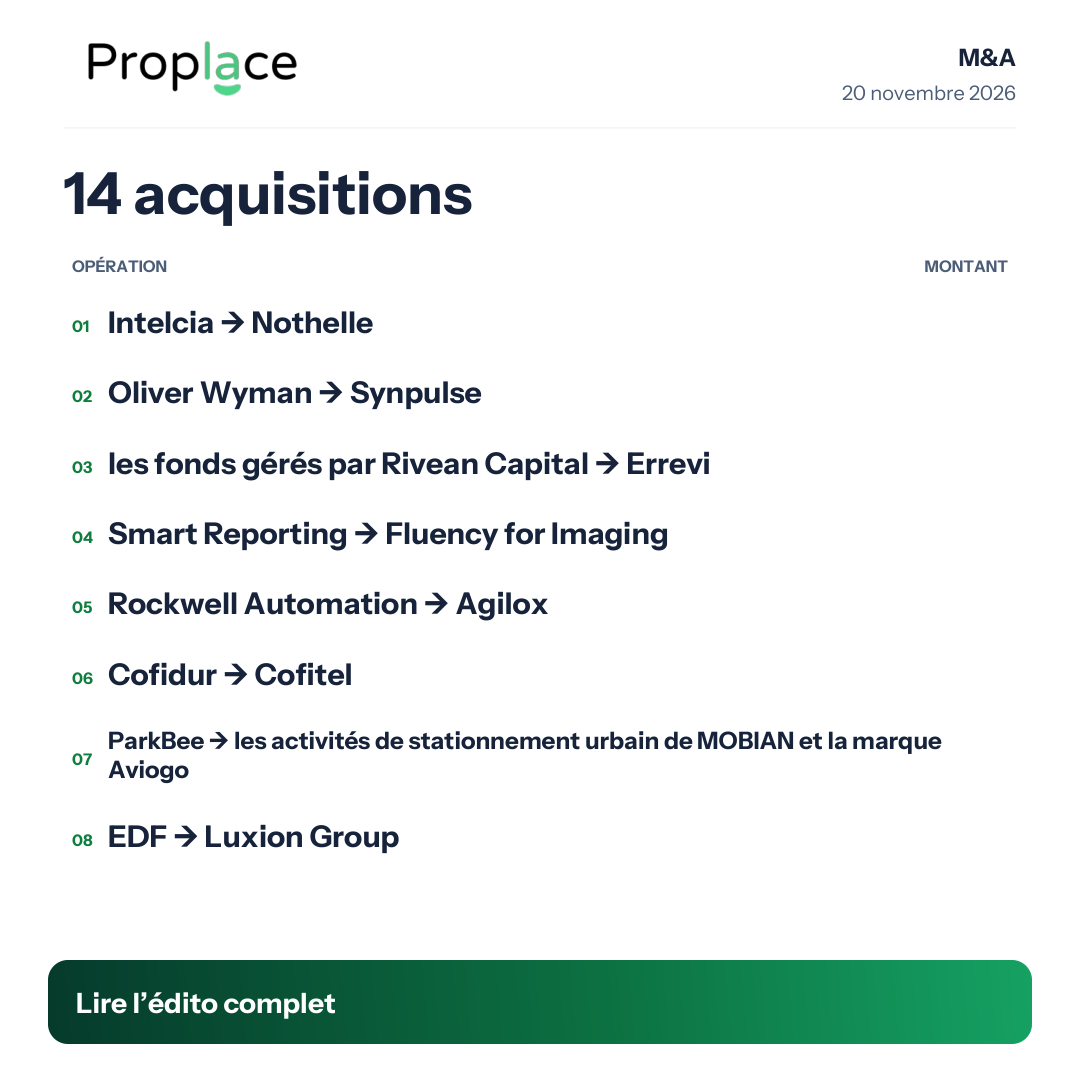 Proplace
M&A
20 novembre 2026
14 acquisitions
OPÉRATION
MONTANT
01 Intelcia → Nothelle
02 Oliver Wyman → Synpulse
03 les fonds gérés par Rivean Capital → Errevi
04 Smart Reporting → Fluency for Imaging
05 Rockwell Automation → Agilox
06 Cofidur → Cofitel
07 ParkBee → les activités de stationnement urbain de MOBIAN et la marque
Aviogo
08 EDF → Luxion Group
Lire l’édito complet